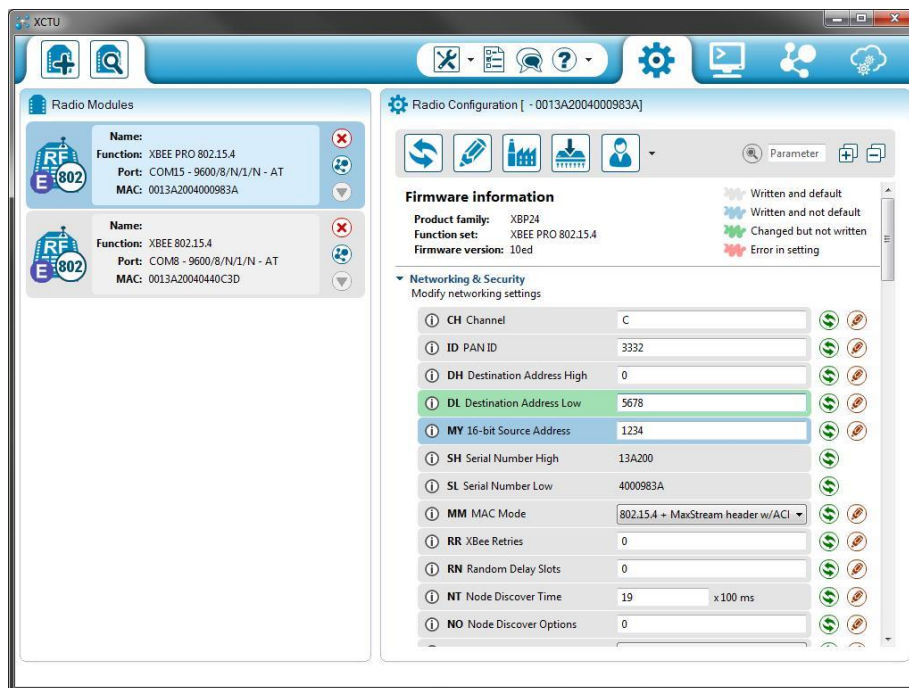 XCTU
Radio Modules
Name:
Function: XBEE PRO 802.15.4
Port: COM15 - 9600/8/N/1/N - AT
MAC: 0013A2004000983A
RF
E 802
Name:
Function: XBEE 802.15.4
Port: COM8 - 9600/8/N/1/N - AT
MAC: 0013A20040440C3D
RF
E 802
Radio Configuration [ - 0013A2004000983A]
Parameter
Firmware information
Product family: XBP24
Function set: XBEE PRO 802.15.4
Firmware version: 10ed
Written and default
Written and not default
Changed but not written
Error in setting
Networking & Security
Modify networking settings
CH Channel C
ID PAN ID 3332
DH Destination Address High 0
DL Destination Address Low 5678
MY 16-bit Source Address 1234
SH Serial Number High 13A200
SL Serial Number Low 4000983A
MM MAC Mode 802.15.4 + MaxStream header w/ACI
RR XBee Retries 0
RN Random Delay Slots 0
NT Node Discover Time 19 x 100 ms
NO Node Discover Options 0